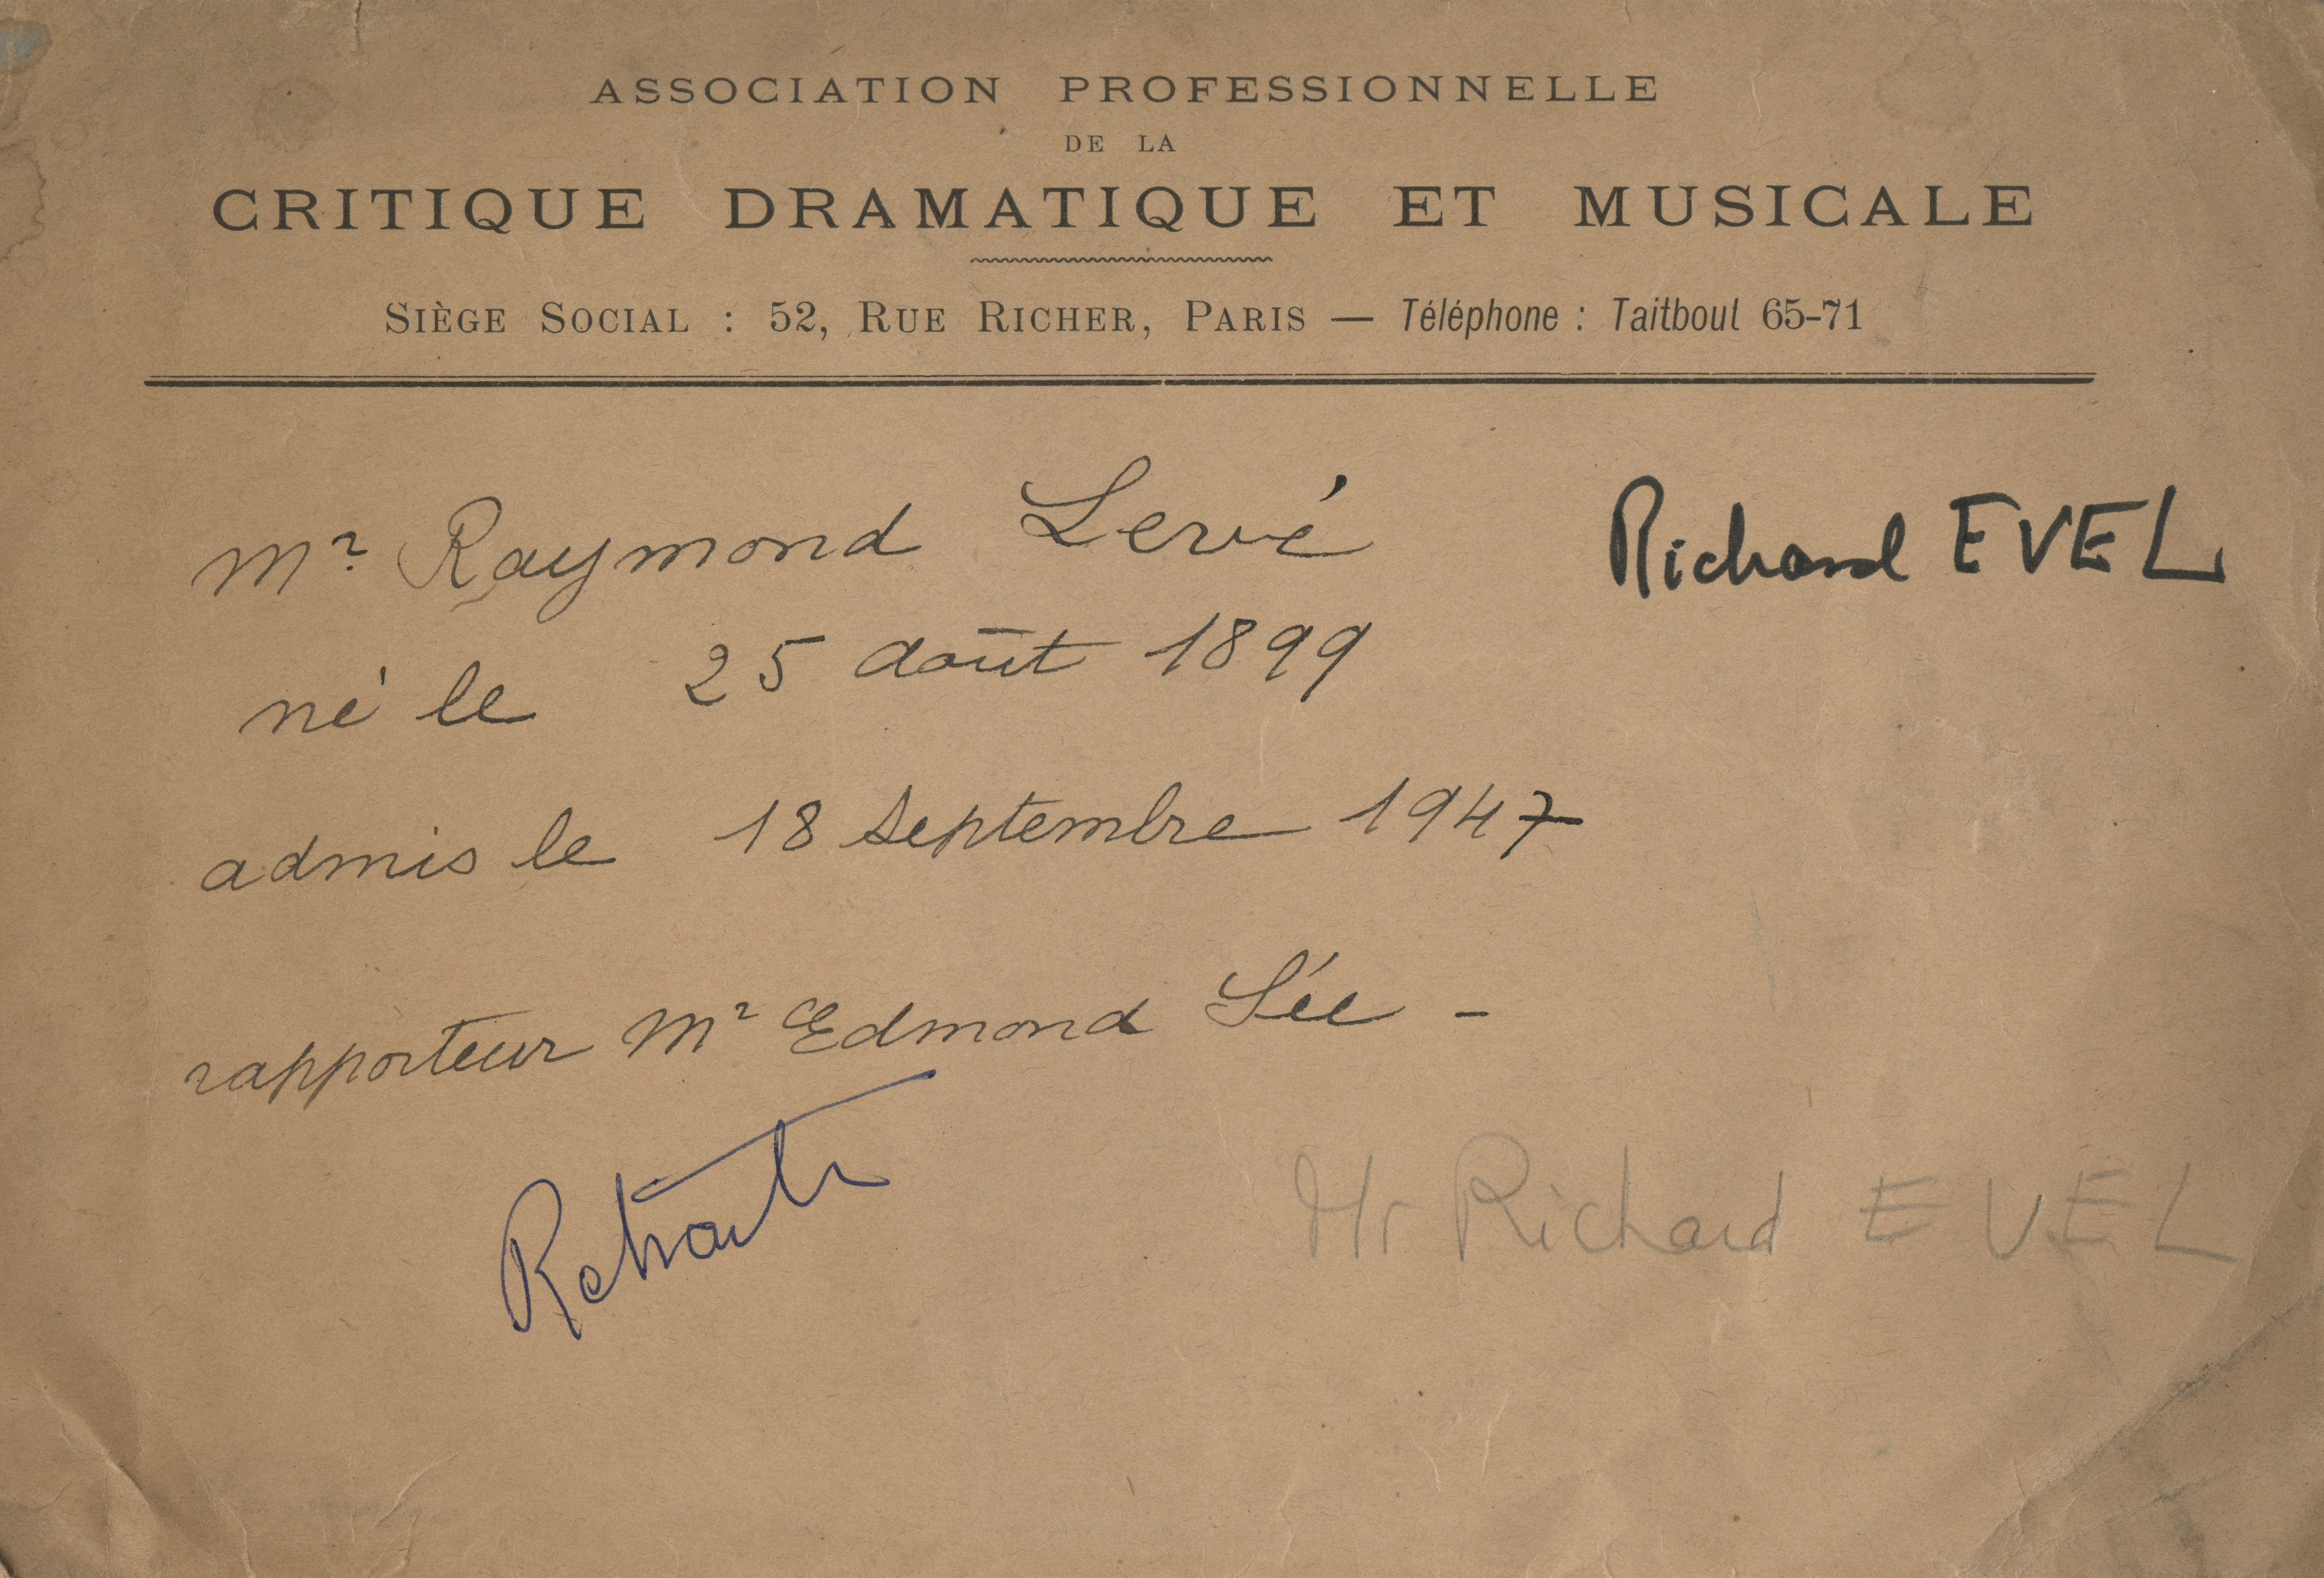 ASSOCIATION PROFESSIONNELLE
DE LA
CRITIQUE DRAMATIQUE ET MUSICALE
SIÈGE SOCIAL : 52, RUE RICHER, PARIS — Téléphone : Taitbout 65-71
Mr Raymond Lervé Richard EVEL
né le 25 août 1899
admis le 18 septembre 1947
rapporteur Mr Edmond Sée -
Retraite
Mr Richard EVEL